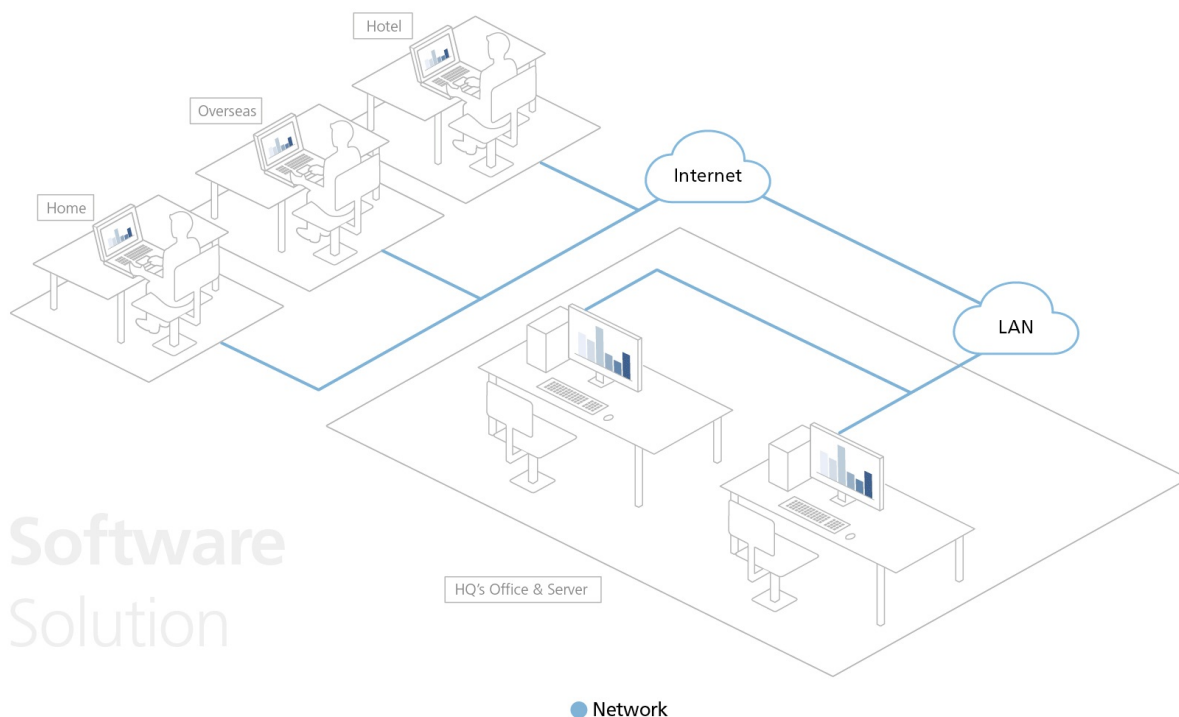 Hotel
Overseas
Home
Internet
LAN
HQ's Office & Server
Software
Solution
Network